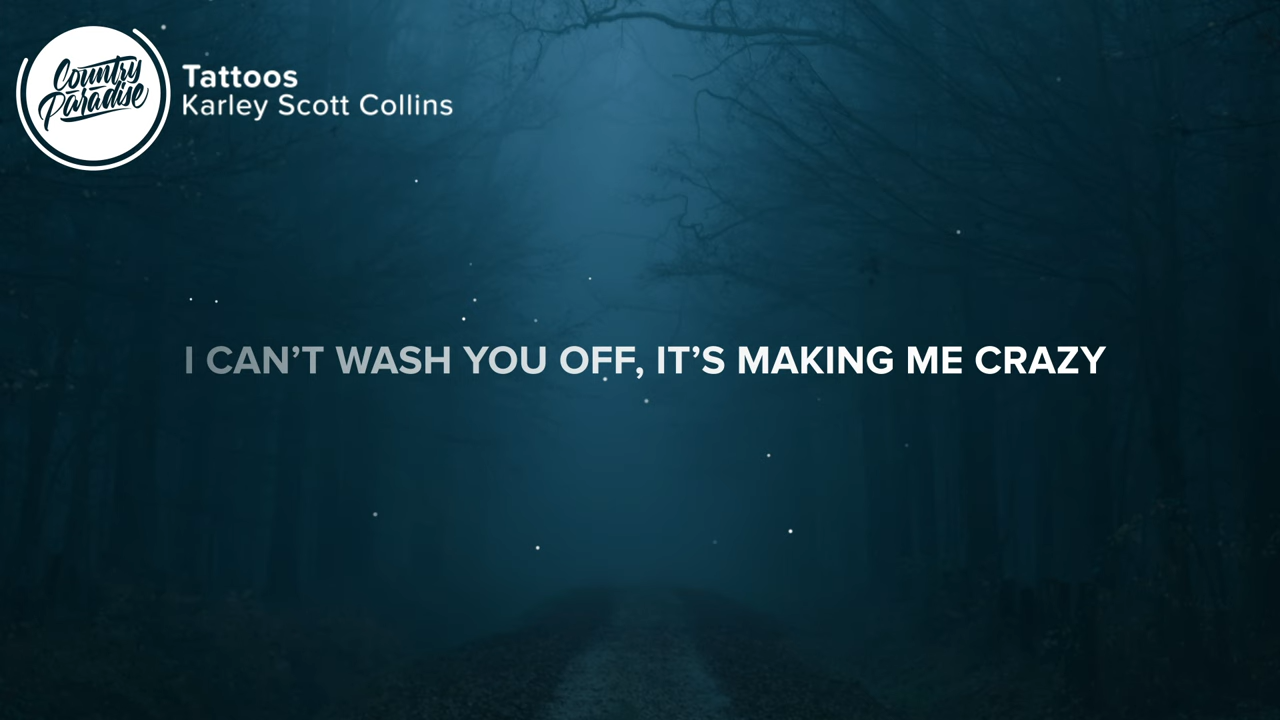 Country
Paradise
Tattoos
Karley Scott Collins
I CAN’T WASH YOU OFF, IT’S MAKING ME CRAZY